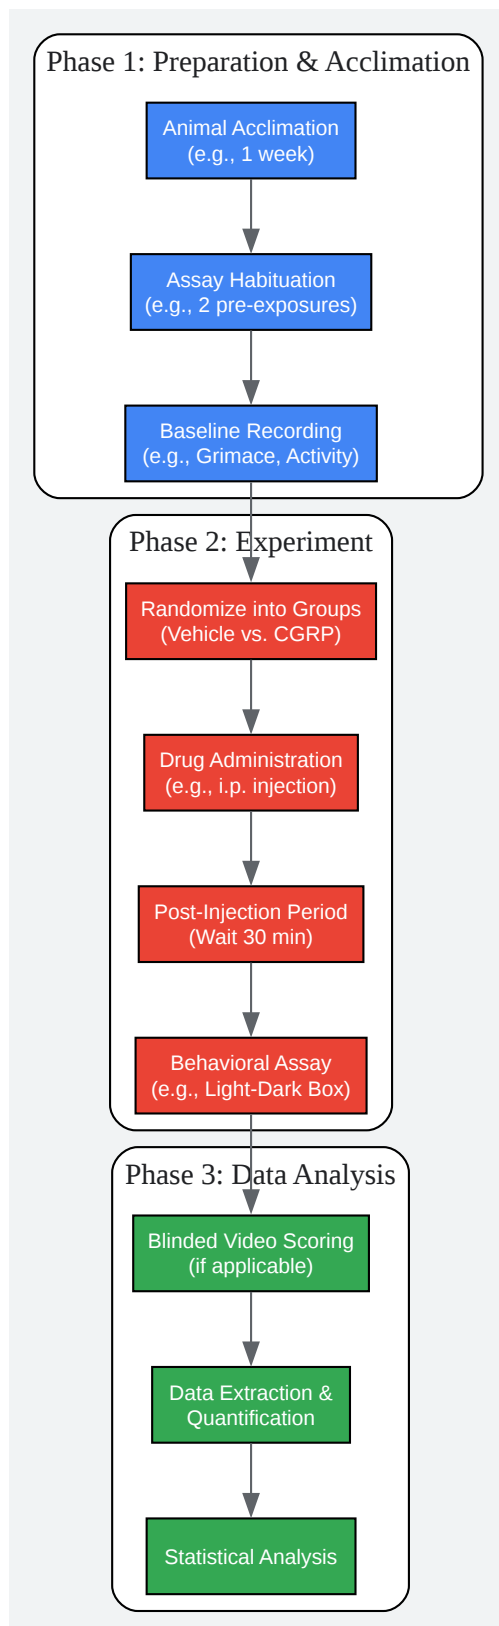 Phase 1: Preparation & Acclimation
Animal Acclimation
(e.g., 1 week)
Assay Habituation
(e.g., 2 pre-exposures)
Baseline Recording
(e.g., Grimace, Activity)
Phase 2: Experiment
Randomize into Groups
(Vehicle vs. CGRP)
Drug Administration
(e.g., i.p. injection)
Post-Injection Period
(Wait 30 min)
Behavioral Assay
(e.g., Light-Dark Box)
Phase 3: Data Analysis
Blinded Video Scoring
(if applicable)
Data Extraction &
Quantification
Statistical Analysis